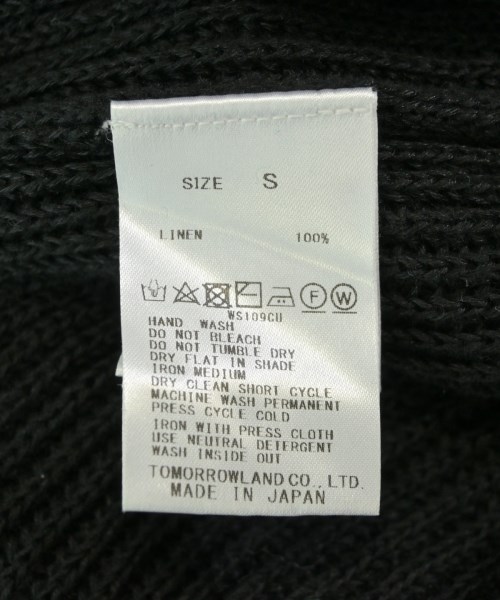 SIZE S
LINEN 100%
F W
WS109CU
HAND WASH
DO NOT BLEACH
DO NOT TUMBLE DRY
DRY FLAT IN SHADE
IRON MEDIUM
DRY CLEAN SHORT CYCLE
MACHINE WASH PERMANENT
PRESS CYCLE COLD
IRON WITH PRESS CLOTH
USE NEUTRAL DETERGENT
WASH INSIDE OUT
TOMORROWLAND CO., LTD.
MADE IN JAPAN